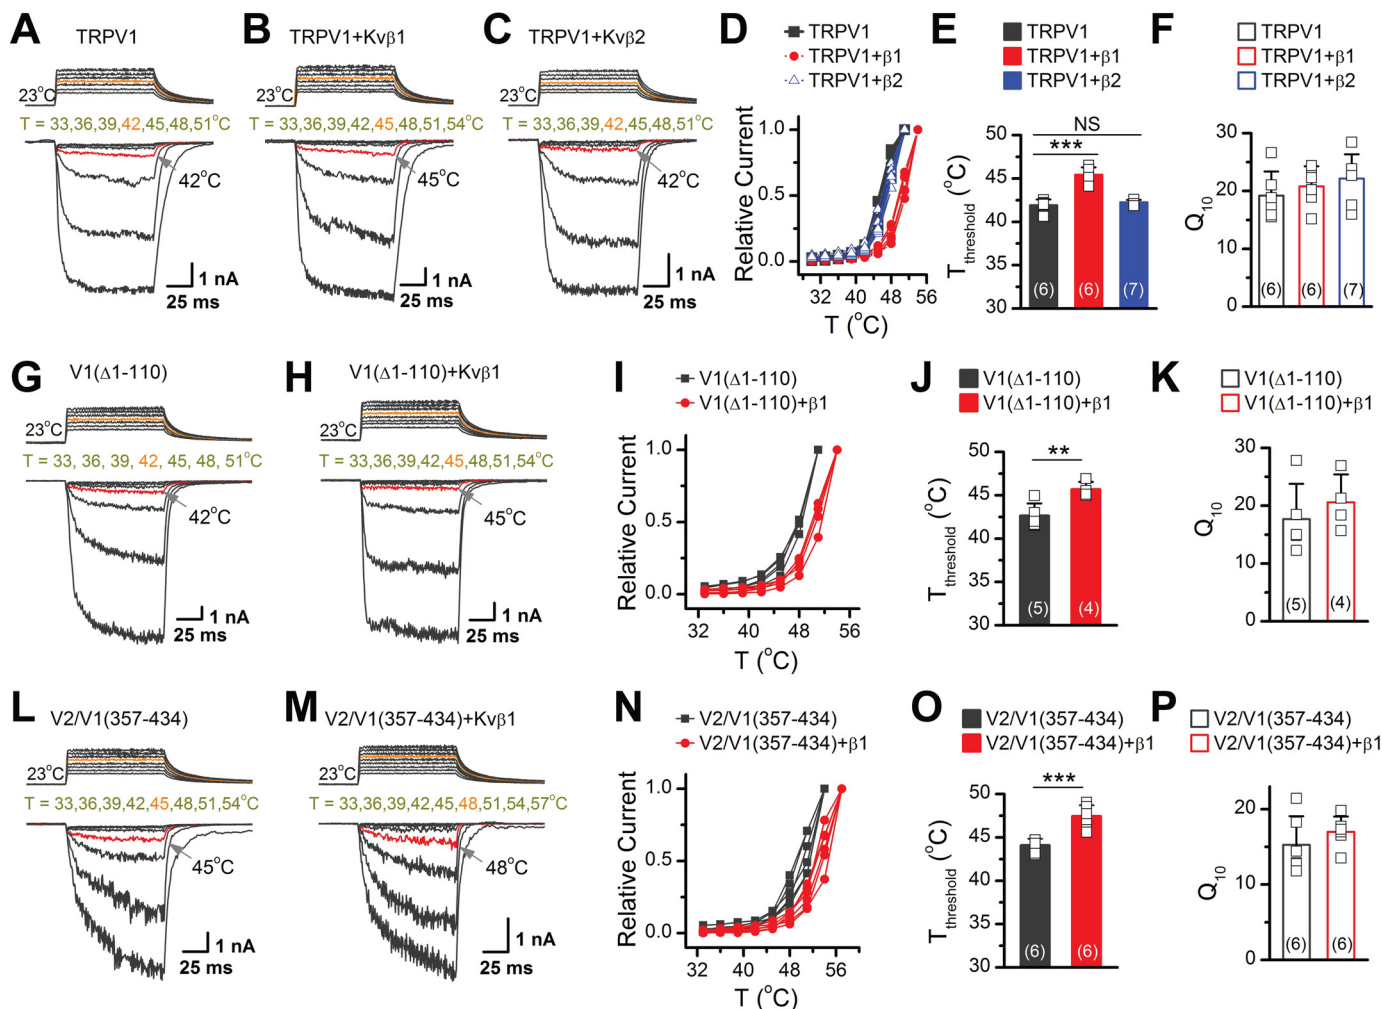 A
TRPV1
23°C
T = 33,36,39,42,45,48,51°C
42°C
1 nA
25 ms
B
TRPV1+Kvβ1
23°C
T = 33,36,39,42,45,48,51,54°C
45°C
1 nA
25 ms
C
TRPV1+Kvβ2
23°C
T = 33,36,39,42,45,48,51°C
42°C
1 nA
25 ms
D
TRPV1
TRPV1+β1
TRPV1+β2
Relative Current
1.0
0.5
0.0
32 40 48 56
T (°C)
E
TRPV1
TRPV1+β1
TRPV1+β2
NS
***
Tthreshold (°C)
50
45
40
35
30
(6) (6) (7)
F
TRPV1
TRPV1+β1
TRPV1+β2
Q10
30
20
10
0
(6) (6) (7)
G
V1(Δ1-110)
23°C
T = 33, 36, 39, 42, 45, 48, 51°C
42°C
1 nA
25 ms
H
V1(Δ1-110)+Kvβ1
23°C
T = 33,36,39,42,45,48,51,54°C
45°C
1 nA
25 ms
I
V1(Δ1-110)
V1(Δ1-110)+β1
Relative Current
1.0
0.5
0.0
32 40 48 56
T (°C)
J
V1(Δ1-110)
V1(Δ1-110)+β1
**
Tthreshold (°C)
50
45
40
35
30
(5) (4)
K
V1(Δ1-110)
V1(Δ1-110)+β1
Q10
30
20
10
0
(5) (4)
L
V2/V1(357-434)
23°C
T = 33,36,39,42,45,48,51,54°C
45°C
1 nA
25 ms
M
V2/V1(357-434)+Kvβ1
23°C
T = 33,36,39,42,45,48,51,54,57°C
48°C
1 nA
25 ms
N
V2/V1(357-434)
V2/V1(357-434)+β1
Relative Current
1.0
0.5
0.0
32 40 48 56
T (°C)
O
V2/V1(357-434)
V2/V1(357-434)+β1
***
Tthreshold (°C)
50
45
40
35
30
(6) (6)
P
V2/V1(357-434)
V2/V1(357-434)+β1
Q10
20
10
0
(6) (6)